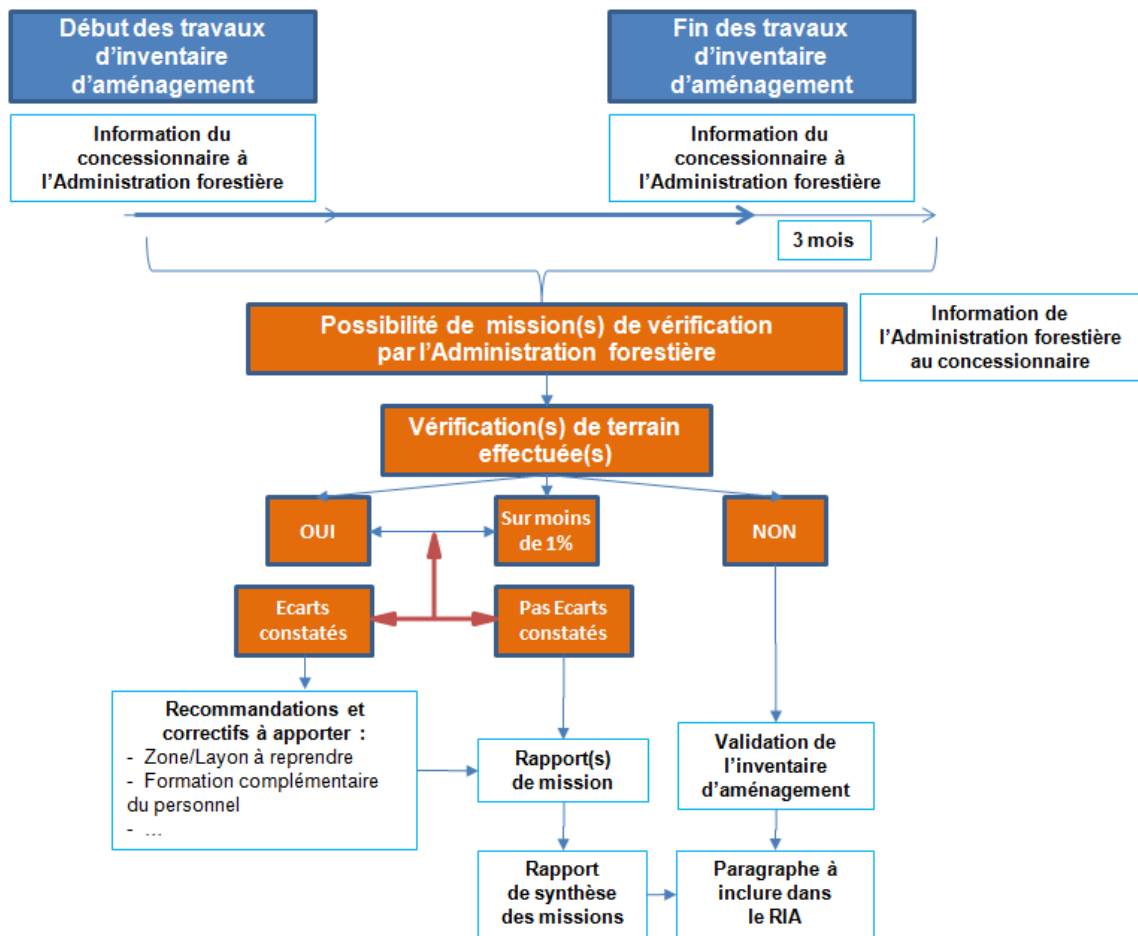 Début des travaux
d'inventaire
d'aménagement
Fin des travaux
d'inventaire
d'aménagement
Information du
concessionnaire à
l'Administration forestière
Information du
concessionnaire à
l'Administration forestière
3 mois
Possibilité de mission(s) de vérification
par l'Administration forestière
Information de
l'Administration forestière
au concessionnaire
Vérification(s) de terrain
effectuée(s)
OUI
Sur moins
de 1%
NON
Ecarts
constatés
Pas Ecarts
constatés
Recommandations et
correctifs à apporter :
- Zone/Layon à reprendre
- Formation complémentaire
du personnel
- ...
Rapport(s)
de mission
Validation de
l'inventaire
d'aménagement
Rapport
de synthèse
des missions
Paragraphe à
inclure dans
le RIA